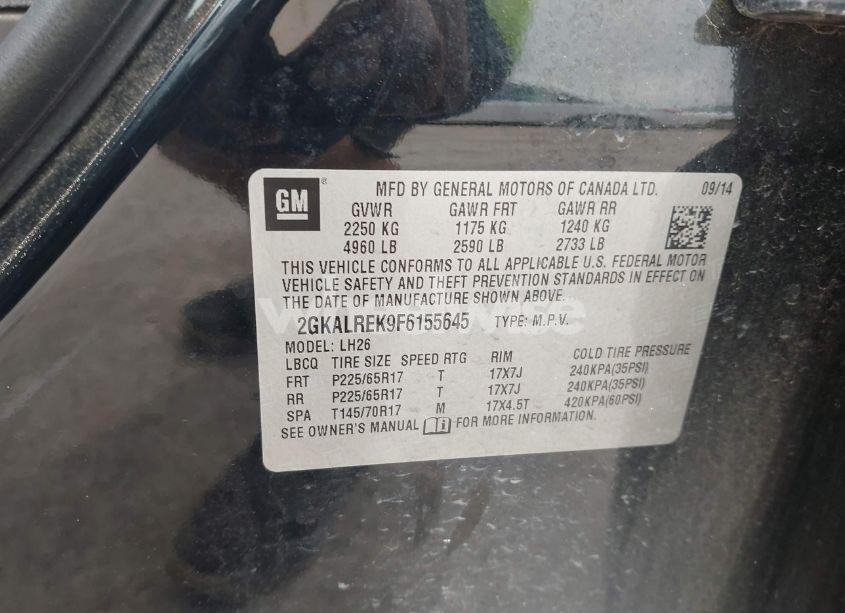 GM ® MFD BY GENERAL MOTORS OF CANADA LTD. 09/14
GVWR GAWR FRT GAWR RR
2250 KG 1175 KG 1240 KG
4960 LB 2590 LB 2733 LB
THIS VEHICLE CONFORMS TO ALL APPLICABLE U.S. FEDERAL MOTOR
VEHICLE SAFETY AND THEFT PREVENTION STANDARDS IN EFFECT ON
THE DATE OF MANUFACTURE SHOWN ABOVE.
2GKALREK9F6155645 TYPE: M.P.V.
MODEL: LH26
LBCQ TIRE SIZE SPEED RTG RIM COLD TIRE PRESSURE
FRT P225/65R17 T 17X7J 240KPA(35PSI)
RR P225/65R17 T 17X7J 240KPA(35PSI)
SPA T145/70R17 M 17X4.5T 420KPA(60PSI)
SEE OWNER'S MANUAL FOR MORE INFORMATION.